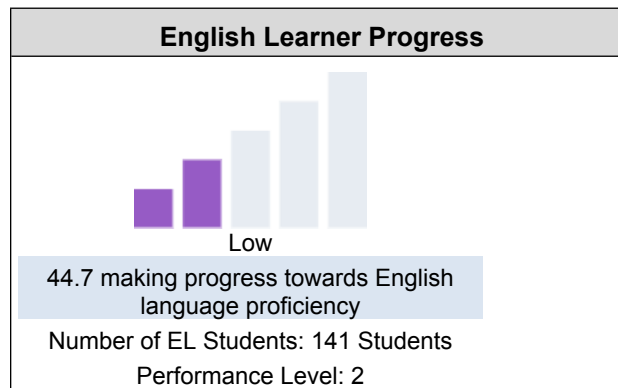 English Learner Progress
Low
44.7 making progress towards English
language proficiency
Number of EL Students: 141 Students
Performance Level: 2